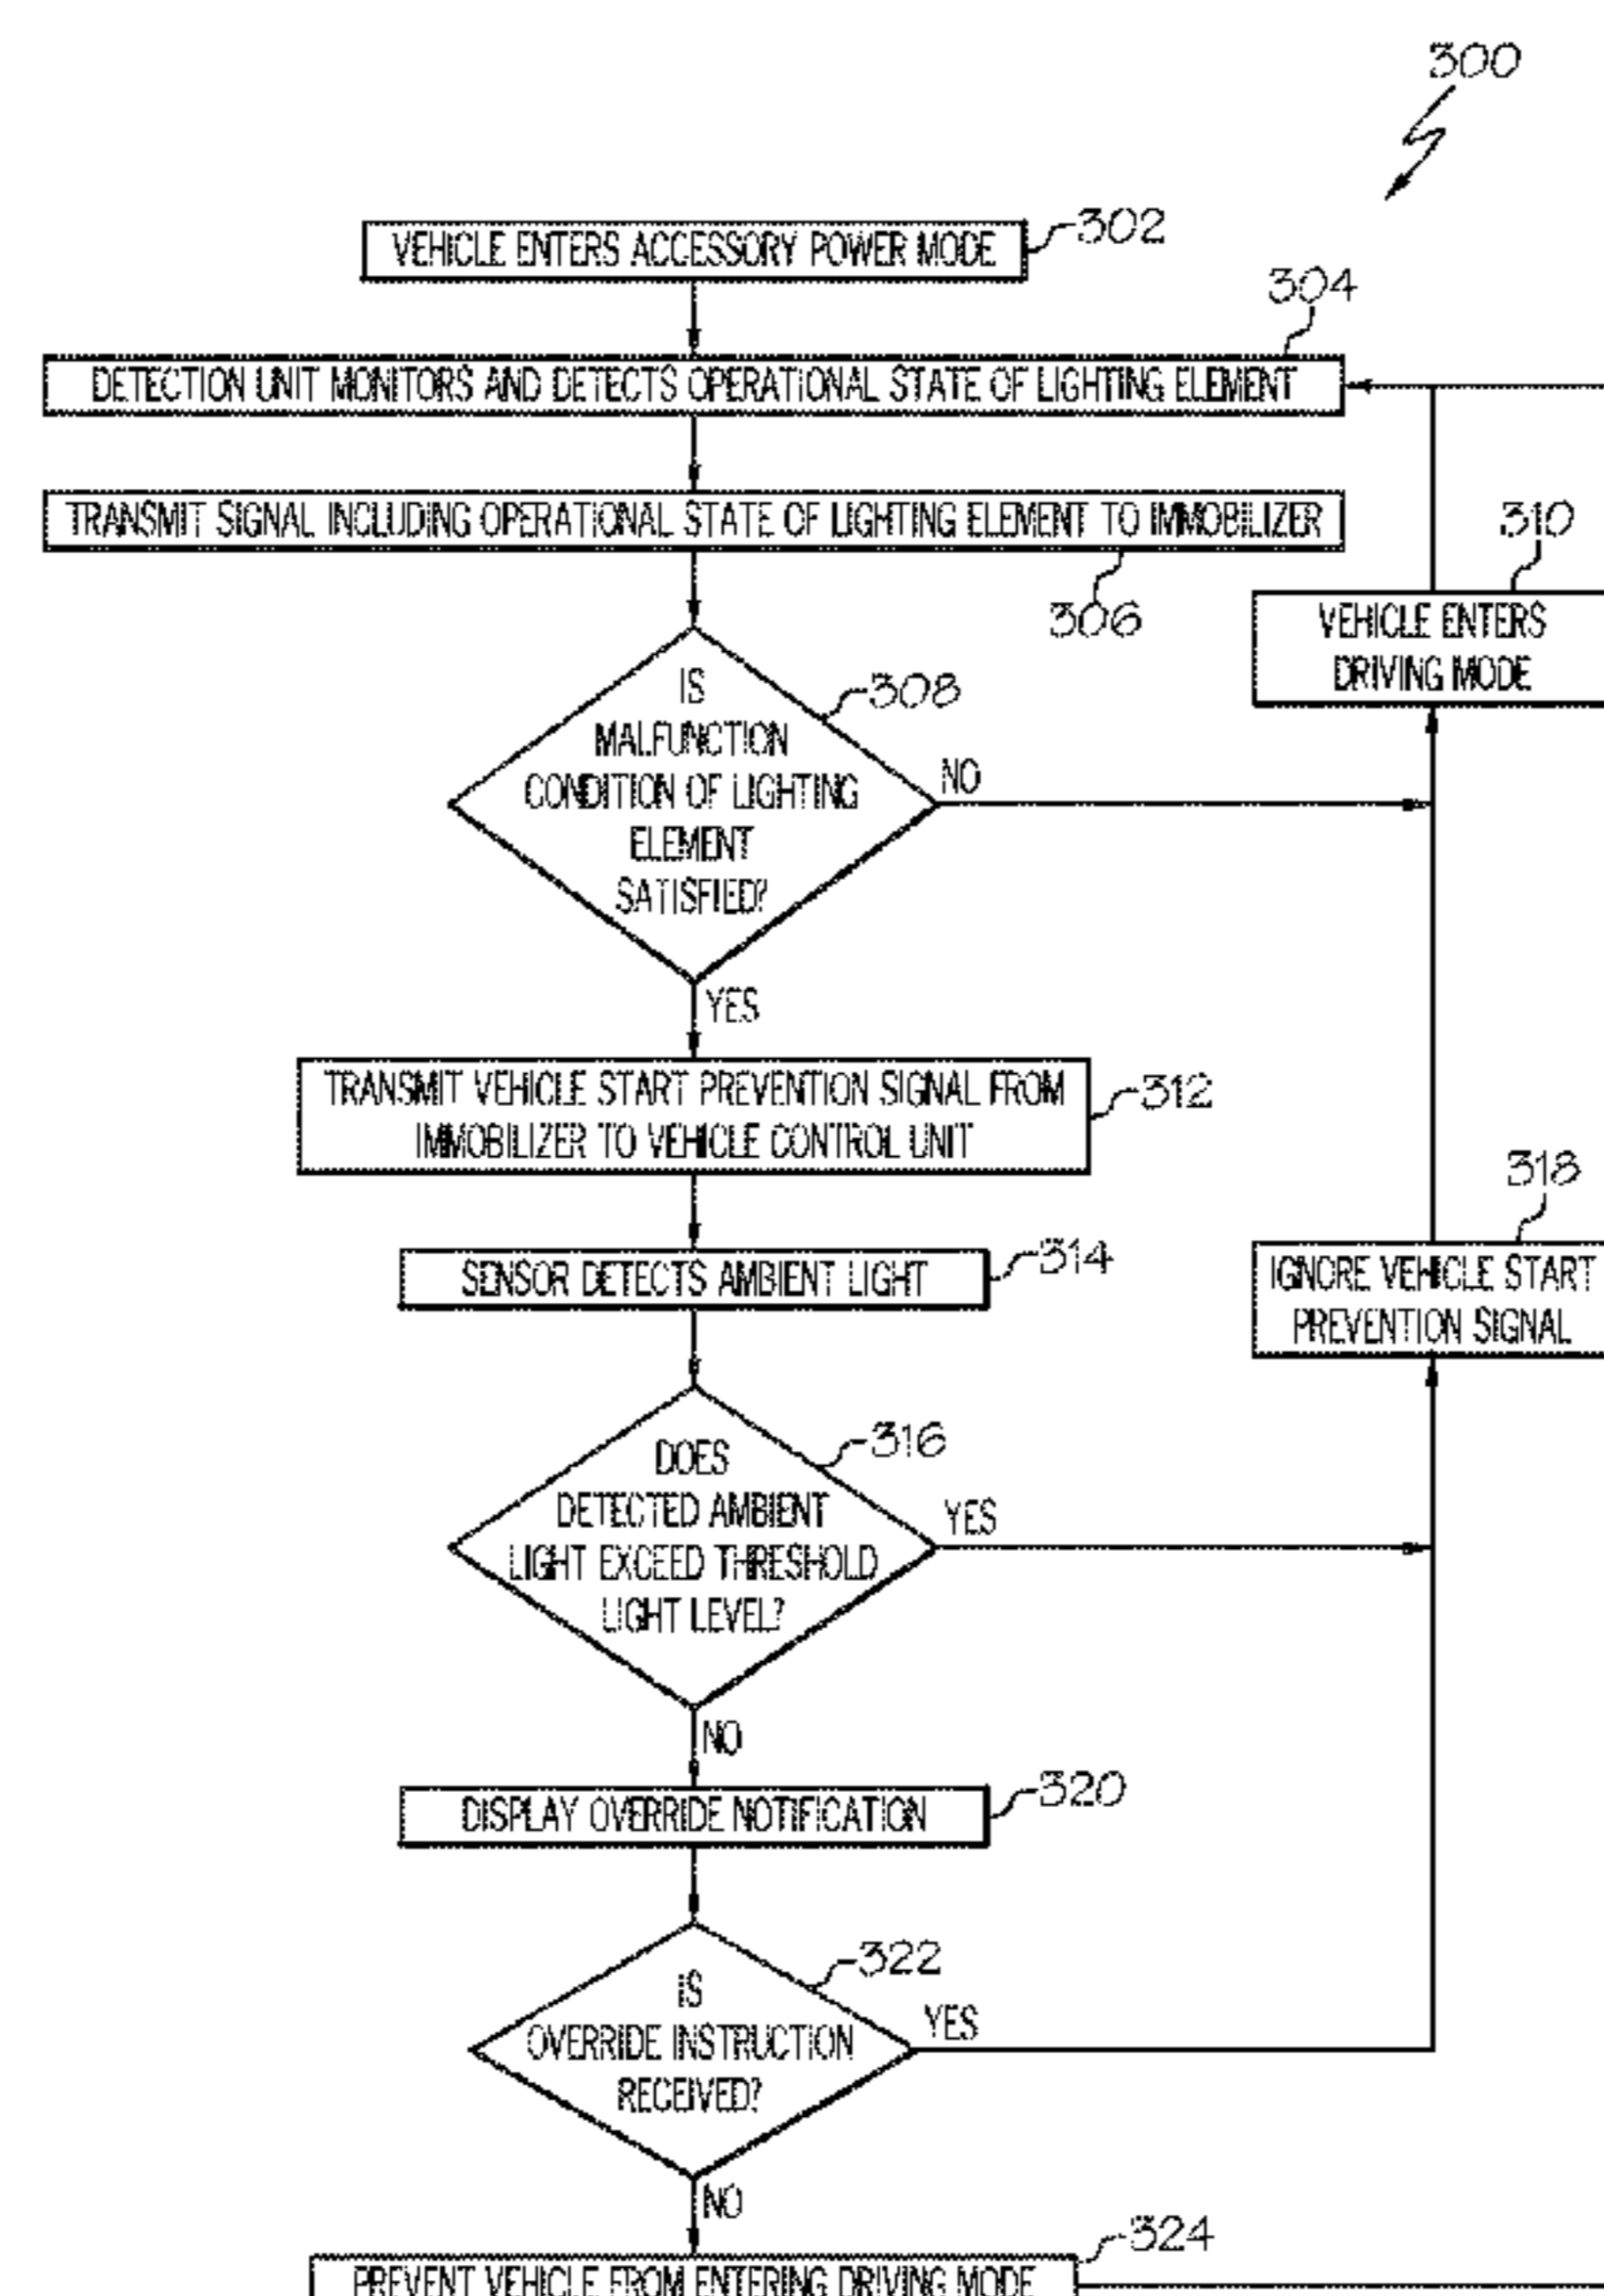 300
VEHICLE ENTERS ACCESSORY POWER MODE
302
304
DETECTION UNIT MONITORS AND DETECTS OPERATIONAL STATE OF LIGHTING ELEMENT
TRANSMIT SIGNAL INCLUDING OPERATIONAL STATE OF LIGHTING ELEMENT TO IMMOBILIZER
306
310
VEHICLE ENTERS
DRIVING MODE
IS
MALFUNCTION
CONDITION OF LIGHTING
ELEMENT
SATISFIED?
308
NO
YES
TRANSMIT VEHICLE START PREVENTION SIGNAL FROM
IMMOBILIZER TO VEHICLE CONTROL UNIT
312
SENSOR DETECTS AMBIENT LIGHT
314
318
IGNORE VEHICLE START
PREVENTION SIGNAL
DOES
DETECTED AMBIENT
LIGHT EXCEED THRESHOLD
LIGHT LEVEL?
316
YES
NO
DISPLAY OVERRIDE NOTIFICATION
320
IS
OVERRIDE INSTRUCTION
RECEIVED?
322
YES
NO
324
PREVENT VEHICLE FROM ENTERING DRIVING MODE